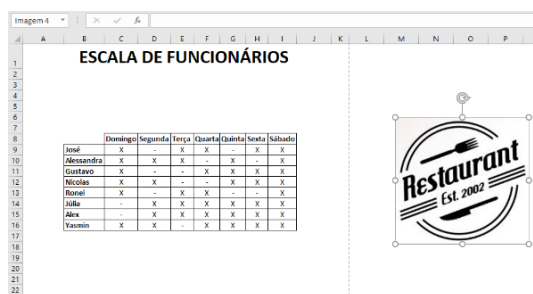 Imagem 4
fx
A B C D E F G H I J K L M N O P
1 ESCALA DE FUNCIONÁRIOS
2
3
4
5
6
7
8 Domingo Segunda Terça Quarta Quinta Sexta Sábado
9 José X - X X - X X
10 Alessandra X X X - X - X
11 Gustavo X - - X X X X
12 Nicolas X X - - X X X
13 Ronei X - X X - X X
14 Júlia - X X X X X X
15 Alex - X X X X X X
16 Yasmin X X - X X X X
17
18
19
20
21
22
Restaurant
Est. 2002